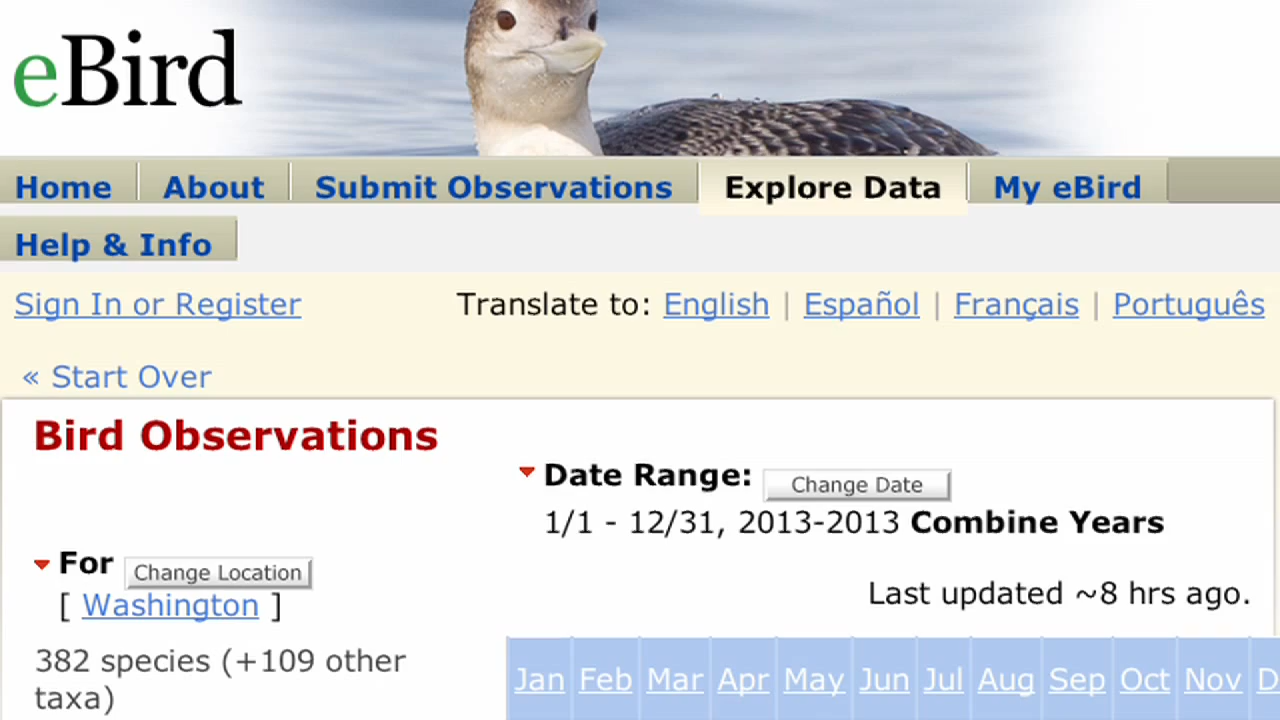 eBird
Home About Submit Observations Explore Data My eBird
Help & Info
Sign In or Register Translate to: English | Español | Français | Português
« Start Over
Bird Observations
Date Range: Change Date
1/1 - 12/31, 2013-2013 Combine Years
For Change Location
[ Washington ]
Last updated ~8 hrs ago.
382 species (+109 other
taxa)
Jan Feb Mar Apr May Jun Jul Aug Sep Oct Nov D